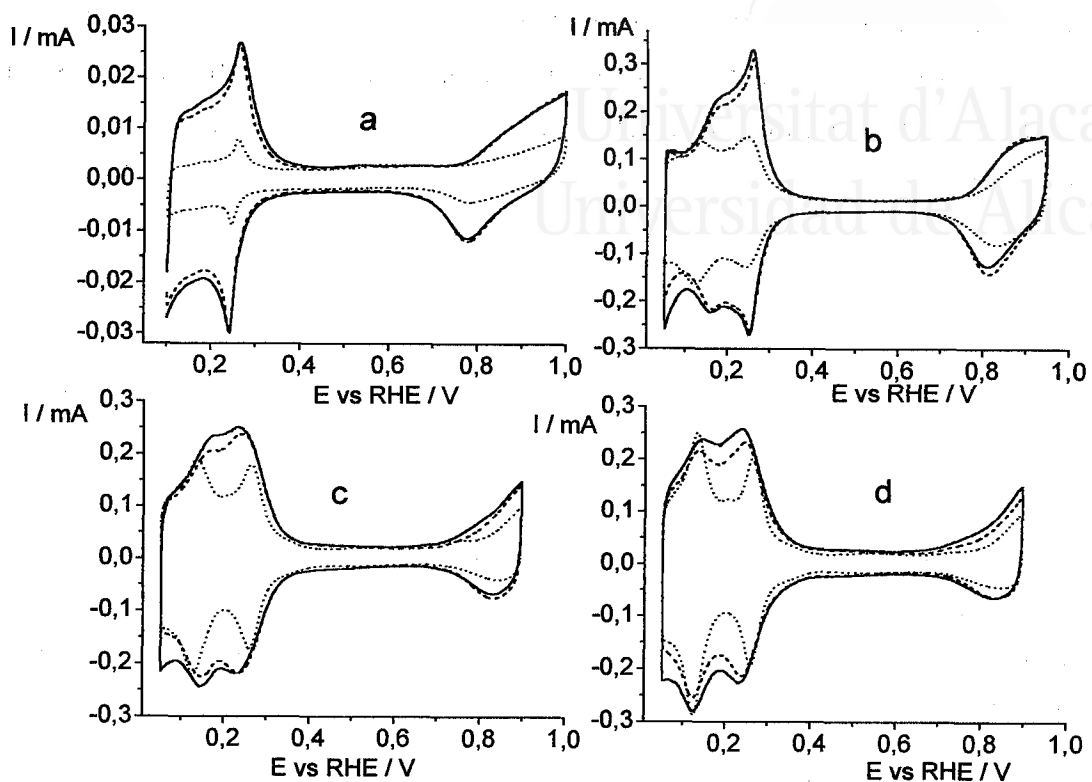 I / mA
0,03
0,02
0,01
0,00
-0,01
-0,02
-0,03
a
0,2 0,4 0,6 0,8 1,0
E vs RHE / V
I / mA
0,3
0,2
0,1
0,0
-0,1
-0,2
-0,3
b
0,2 0,4 0,6 0,8 1,0
E vs RHE / V
Universitat d'Alaca
Universidad de Alica
I / mA
0,3
0,2
0,1
0,0
-0,1
-0,2
-0,3
c
0,2 0,4 0,6 0,8 1,0
E vs RHE / V
I / mA
0,3
0,2
0,1
0,0
-0,1
-0,2
-0,3
d
0,2 0,4 0,6 0,8 1,0
E vs RHE / V